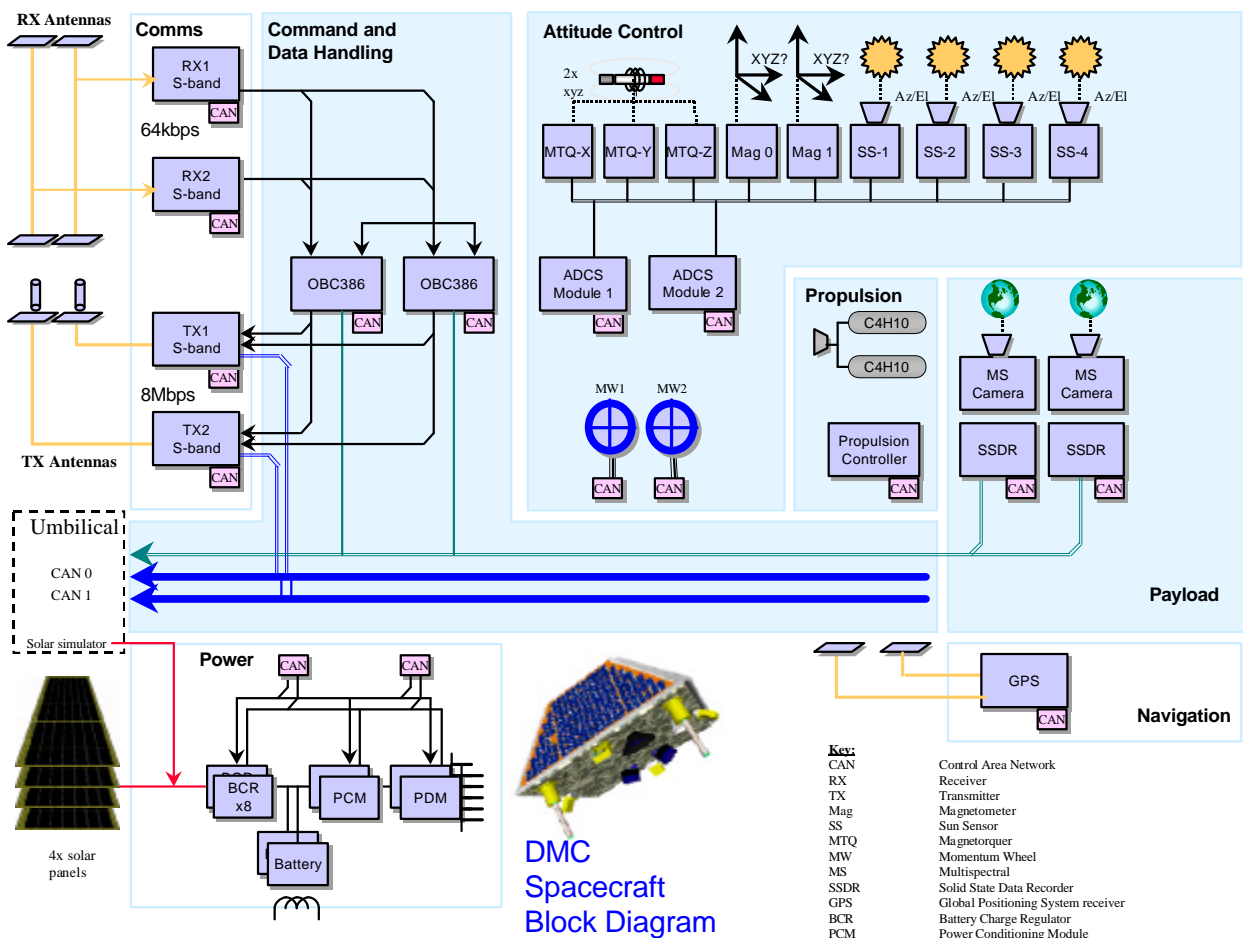 RX Antennas
Comms
RX1
S-band
CAN
64kbps
RX2
S-band
CAN
TX1
S-band
CAN
8Mbps
TX2
S-band
CAN
TX Antennas
Command and
Data Handling
OBC386
CAN
OBC386
CAN
Attitude Control
2x
xyz
XYZ?
XYZ?
Az/El
Az/El
Az/El
Az/El
MTQ-X
MTQ-Y
MTQ-Z
Mag 0
Mag 1
SS-1
SS-2
SS-3
SS-4
ADCS
Module 1
CAN
ADCS
Module 2
CAN
MW1
MW2
CAN
CAN
Propulsion
C4H10
C4H10
Propulsion
Controller
CAN
MS
Camera
MS
Camera
SSDR
CAN
SSDR
CAN
Payload
Umbilical
CAN 0
CAN 1
Solar simulator
4x solar
panels
Power
CAN
CAN
BCR
x8
PCM
PDM
Battery
DMC
Spacecraft
Block Diagram
GPS
CAN
Navigation
Key:
CAN Control Area Network
RX Receiver
TX Transmitter
Mag Magnetometer
SS Sun Sensor
MTQ Magnetorquer
MW Momentum Wheel
MS Multispectral
SSDR Solid State Data Recorder
GPS Global Positioning System receiver
BCR Battery Charge Regulator
PCM Power Conditioning Module